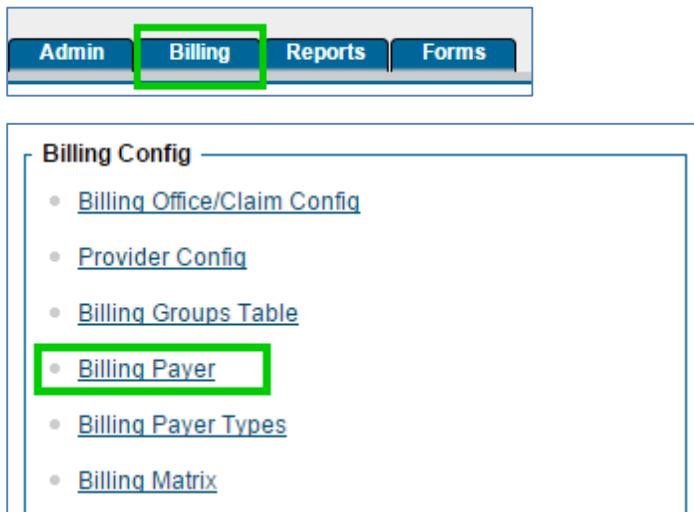 Admin Billing Reports Forms
Billing Config
Billing Office/Claim Config
Provider Config
Billing Groups Table
Billing Payer
Billing Payer Types
Billing Matrix